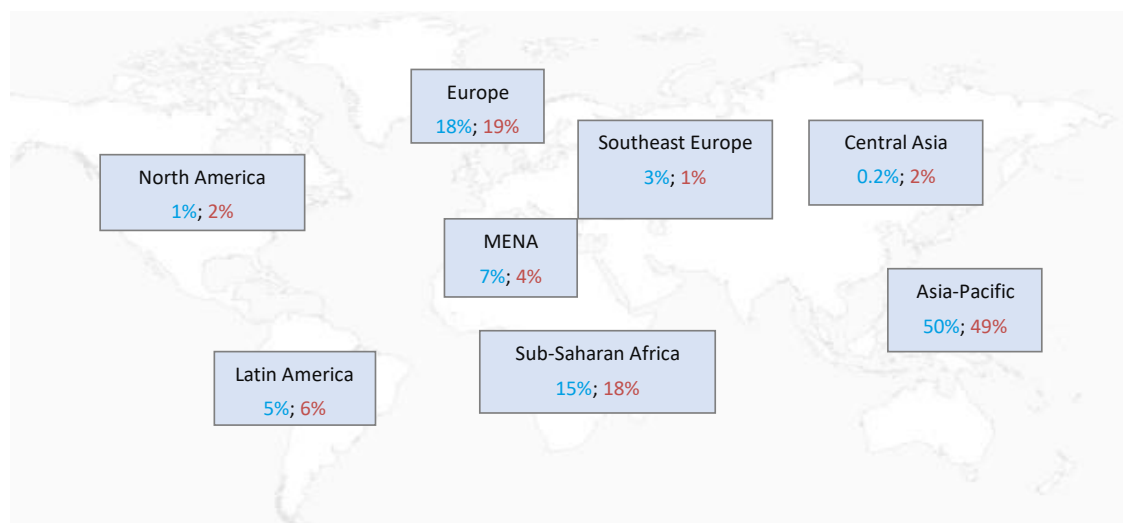 Europe
18%; 19%
Southeast Europe
3%; 1%
Central Asia
0.2%; 2%
North America
1%; 2%
MENA
7%; 4%
Asia-Pacific
50%; 49%
Sub-Saharan Africa
15%; 18%
Latin America
5%; 6%